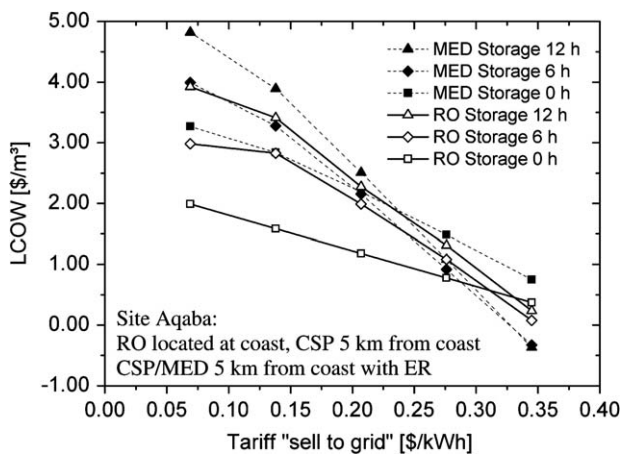 5.00
4.00
3.00
2.00
1.00
0.00
-1.00
LCOW [$/m³]
MED Storage 12 h
MED Storage 6 h
MED Storage 0 h
RO Storage 12 h
RO Storage 6 h
RO Storage 0 h
Site Aqaba:
RO located at coast, CSP 5 km from coast
CSP/MED 5 km from coast with ER
0.00 0.05 0.10 0.15 0.20 0.25 0.30 0.35 0.40
Tariff "sell to grid" [$/kWh]